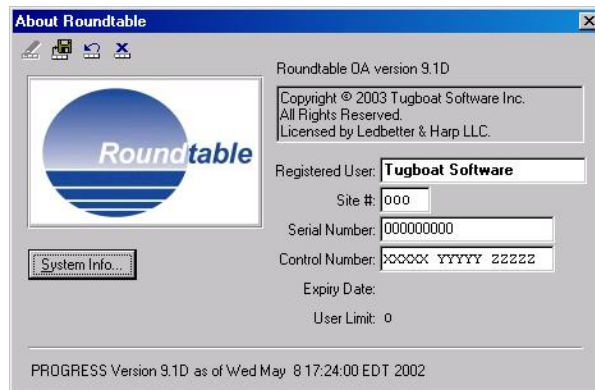 About Roundtable
Roundtable
Roundtable OA version 9.1D
Copyright © 2003 Tugboat Software Inc.
All Rights Reserved.
Licensed by Ledbetter & Harp LLC.
Registered User: Tugboat Software
Site #: 000
Serial Number: 000000000
Control Number: XXXXX YYYYY ZZZZZ
Expiry Date:
User Limit: 0
System Info...
PROGRESS Version 9.1D as of Wed May 8 17:24:00 EDT 2002